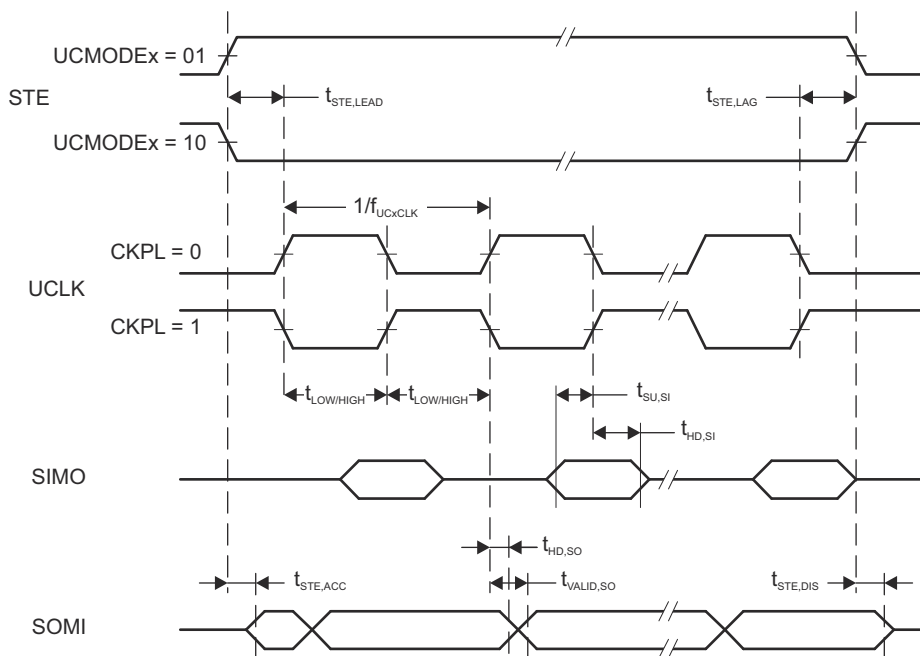 UCMODEx = 01
STE
t_STE,LEAD
t_STE,LAG
UCMODEx = 10
1/f_UCxCLK
CKPL = 0
UCLK
CKPL = 1
t_LOW/HIGH
t_LOW/HIGH
t_SU,SI
t_HD,SI
SIMO
t_HD,SO
t_STE,ACC
t_VALID,SO
t_STE,DIS
SOMI